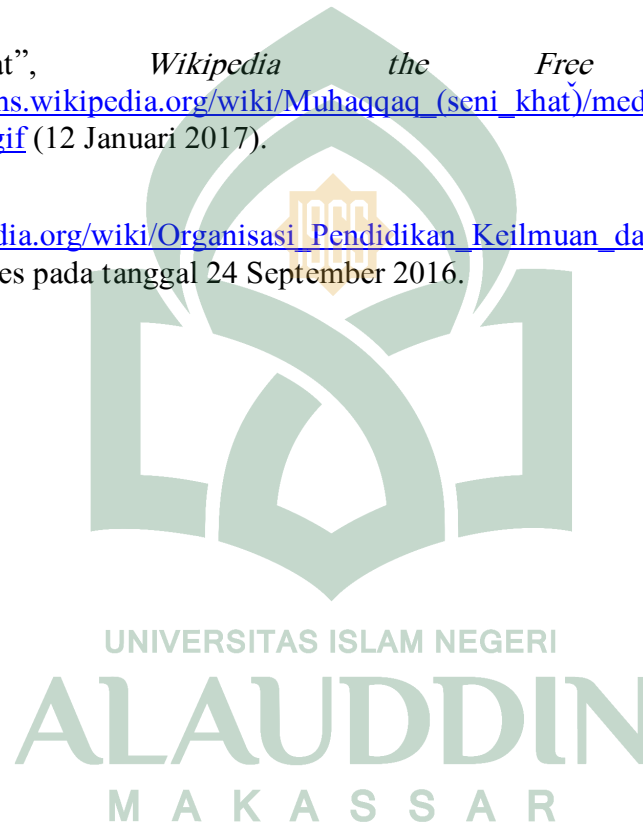 at”, Wikipedia the Free
ns.wikipedia.org/wiki/Muhaqqaq_(seni_khat)/med
gif (12 Januari 2017).
dia.org/wiki/Organisasi_Pendidikan_Keilmuan_da
es pada tanggal 24 September 2016.
UNIVERSITAS ISLAM NEGERI
ALAUDDIN
MAKASSAR